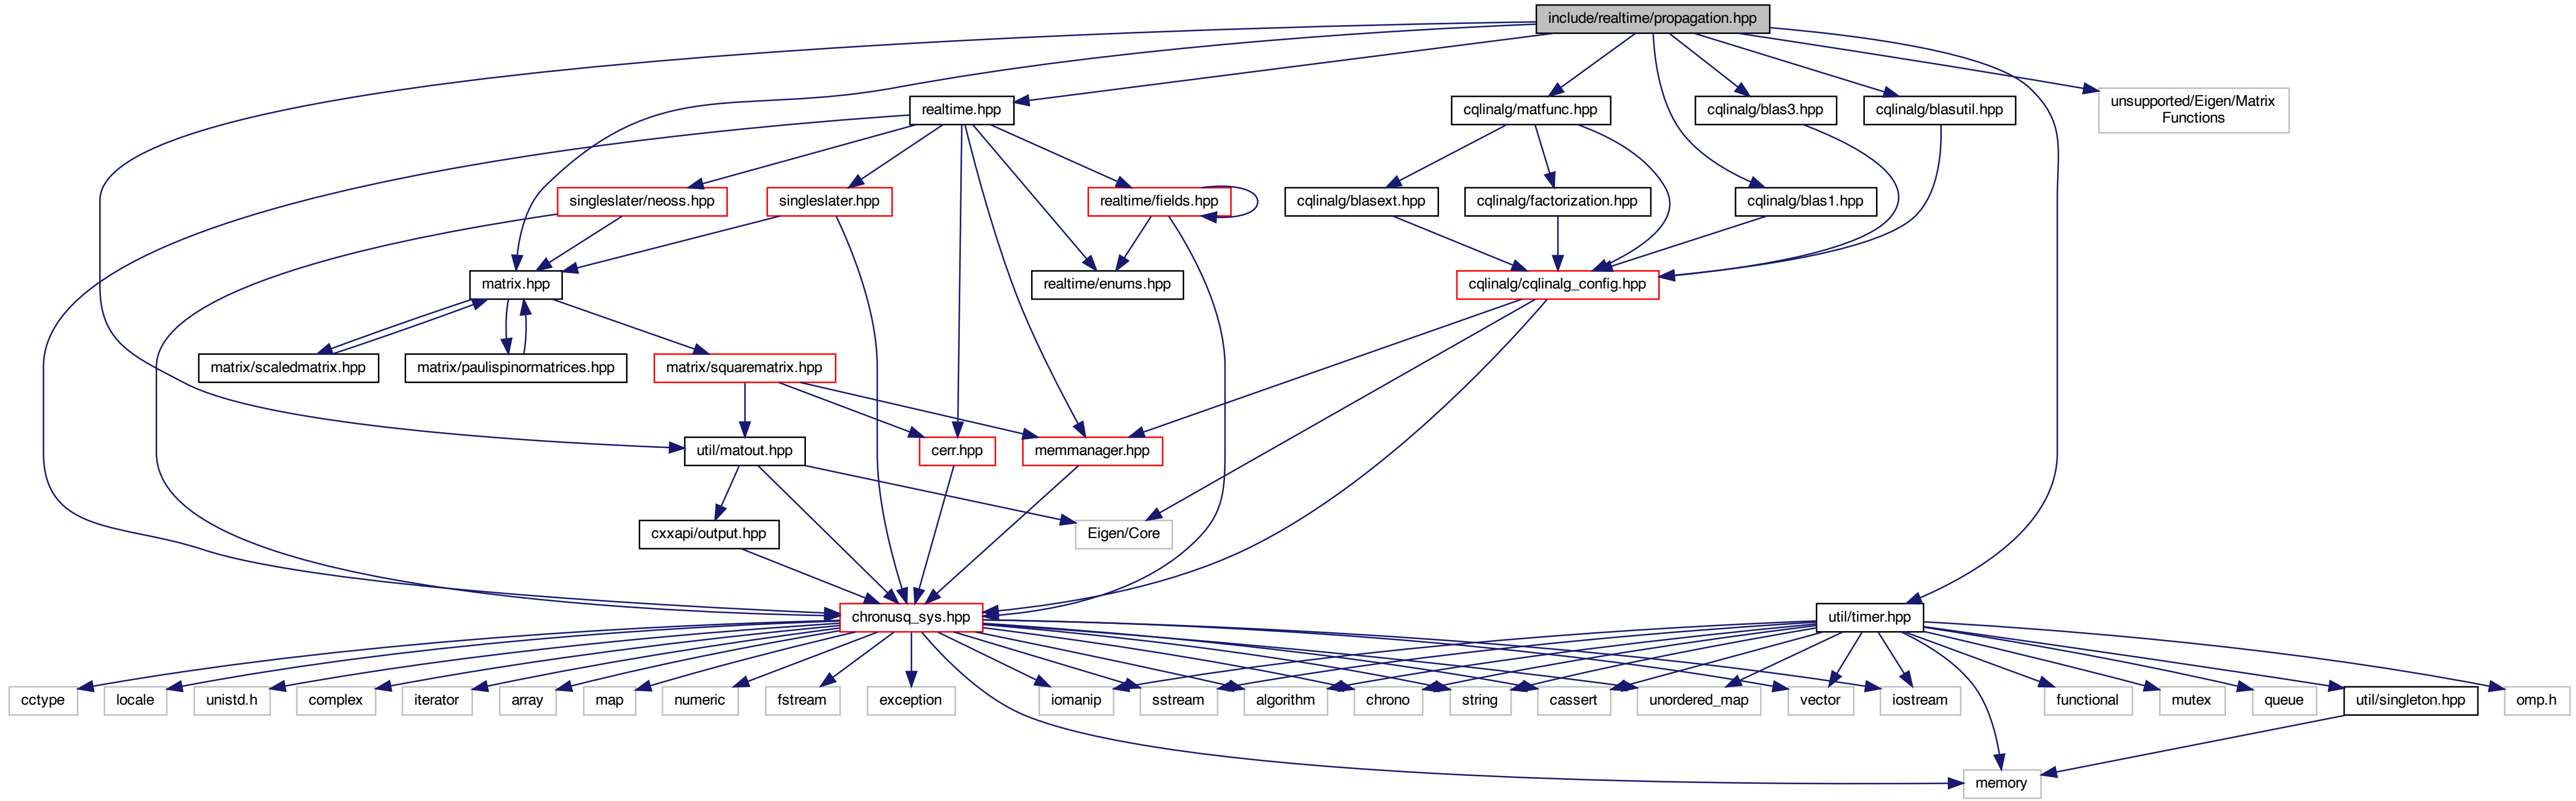 include/realtime/propagation.hpp
realtime.hpp
cqlinalg/matfunc.hpp
cqlinalg/blas3.hpp
cqlinalg/blasutil.hpp
unsupported/Eigen/Matrix
Functions
singleslater/neoss.hpp
singleslater.hpp
realtime/fields.hpp
cqlinalg/blasext.hpp
cqlinalg/factorization.hpp
cqlinalg/blas1.hpp
matrix.hpp
realtime/enums.hpp
cqlinalg/cqlinalg_config.hpp
matrix/scaledmatrix.hpp
matrix/paulispinormatrices.hpp
matrix/squarematrix.hpp
util/matout.hpp
cerr.hpp
memmanager.hpp
cxxapi/output.hpp
Eigen/Core
chronusq_sys.hpp
util/timer.hpp
cctype
locale
unistd.h
complex
iterator
array
map
numeric
fstream
exception
iomanip
sstream
algorithm
chrono
string
cassert
unordered_map
vector
iostream
functional
mutex
queue
util/singleton.hpp
omp.h
memory